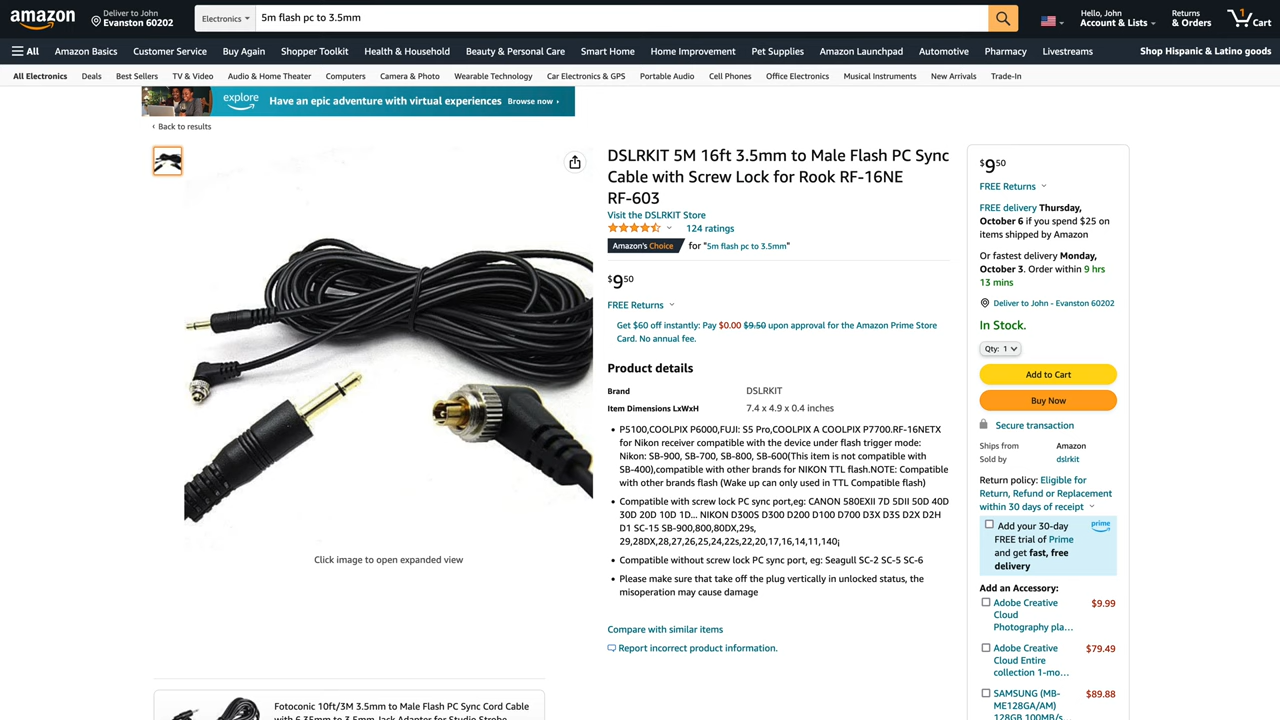 amazon
Deliver to John
Evanston 60202
Electronics
5m flash pc to 3.5mm
Hello, John
Account & Lists
Returns
& Orders
1
Cart
All
Amazon Basics
Customer Service
Buy Again
Shopper Toolkit
Health & Household
Beauty & Personal Care
Smart Home
Home Improvement
Pet Supplies
Amazon Launchpad
Automotive
Pharmacy
Livestreams
Shop Hispanic & Latino goods
All Electronics
Deals
Best Sellers
TV & Video
Audio & Home Theater
Computers
Camera & Photo
Wearable Technology
Car Electronics & GPS
Portable Audio
Cell Phones
Office Electronics
Musical Instruments
New Arrivals
Trade-In
explore
Have an epic adventure with virtual experiences
Browse now ›
‹ Back to results
DSLRKIT 5M 16ft 3.5mm to Male Flash PC Sync
Cable with Screw Lock for Rook RF-16NE
RF-603
Visit the DSLRKIT Store
124 ratings
Amazon's Choice for "5m flash pc to 3.5mm"
$9.50
FREE Returns
Get $60 off instantly: Pay $0.00 $9.50 upon approval for the Amazon Prime Store
Card. No annual fee.
Product details
Brand DSLRKIT
Item Dimensions LxWxH 7.4 x 4.9 x 0.4 inches
• P5100,COOLPIX P6000,FUJI: S5 Pro,COOLPIX A COOLPIX P7700.RF-16NETX
for Nikon receiver compatible with the device under flash trigger mode:
Nikon: SB-900, SB-700, SB-800, SB-600(This item is not compatible with
SB-400),compatible with other brands for NIKON TTL flash.NOTE: Compatible
with other brands flash (Wake up can only used in TTL Compatible flash)
• Compatible with screw lock PC sync port,eg: CANON 580EXII 7D 5DII 50D 40D
30D 20D 10D 1D... NIKON D300S D300 D200 D100 D700 D3X D3S D2X D2H
D1 SC-15 SB-900,800,80DX,29s,
29,28DX,28,27,26,25,24,22s,22,20,17,16,14,11,140¡
• Compatible without screw lock PC sync port, eg: Seagull SC-2 SC-5 SC-6
• Please make sure that take off the plug vertically in unlocked status, the
misoperation may cause damage
Compare with similar items
Report incorrect product information.
Click image to open expanded view
Fotoconic 10ft/3M 3.5mm to Male Flash PC Sync Cord Cable
with 6.35mm to 3.5mm Jack Adapter for Studio Strobe
$9.50
FREE Returns
FREE delivery Thursday,
October 6 if you spend $25 on
items shipped by Amazon
Or fastest delivery Monday,
October 3. Order within 9 hrs
13 mins
Deliver to John - Evanston 60202
In Stock.
Qty: 1
Add to Cart
Buy Now
Secure transaction
Ships from Amazon
Sold by dslrkit
Return policy: Eligible for
Return, Refund or Replacement
within 30 days of receipt
Add your 30-day
FREE trial of Prime
and get fast, free
delivery
prime
Add an Accessory:
Adobe Creative $9.99
Cloud
Photography pla…
Adobe Creative $79.49
Cloud Entire
collection 1-mo…
SAMSUNG (MB- $89.88
ME128GA/AM)
128GB 100MB/s…